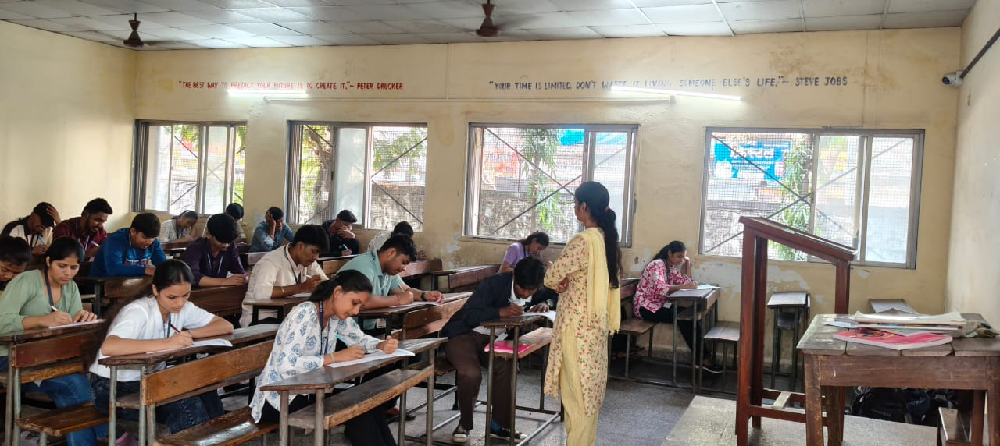 "THE BEST WAY TO PREDICT YOUR FUTURE IS TO CREATE IT." - PETER DRUCKER
"YOUR TIME IS LIMITED, DON'T WASTE IT LIVING SOMEONE ELSE'S LIFE." - STEVE JOBS